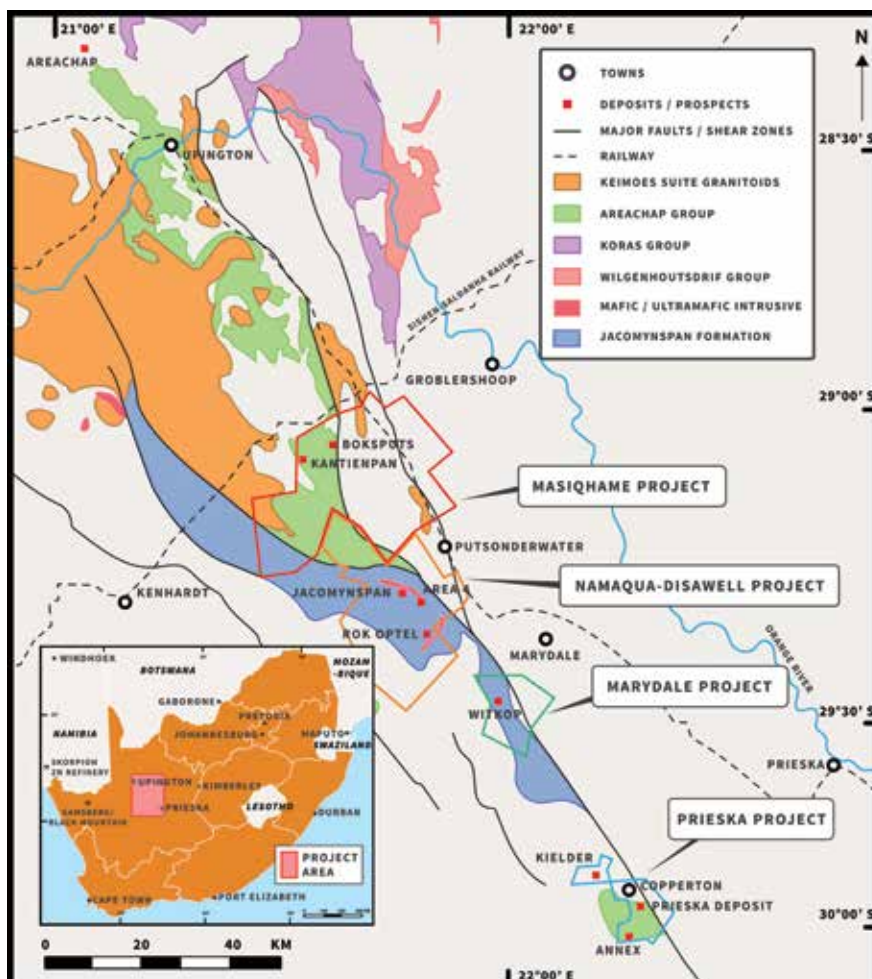 21°00' E
22°00' E
N
AREACHAP
TOWNS
DEPOSITS / PROSPECTS
MAJOR FAULTS / SHEAR ZONES
RAILWAY
KEIMOES SUITE GRANITOIDS
AREACHAP GROUP
KORAS GROUP
WILGENHOUTSDRIF GROUP
MAFIC / ULTRAMAFIC INTRUSIVE
JACOMYNSPAN FORMATION
28°30' S
UPINGTON
SISHEN SALDANHA RAILWAY
GROBLERSHOOP
29°00' S
BOKSPUTS
KANTIENPAN
MASIQHAME PROJECT
PUTSONDERWATER
NAMAQUA-DISAWELL PROJECT
KENHARDT
JACOMYNSPAN
AREA 4
ROK OPTEL
MARYDALE
ORANGE RIVER
MARYDALE PROJECT
WITKOP
29°30' S
PRIESKA
PRIESKA PROJECT
KIELDER
COPPERTON
PRIESKA DEPOSIT
ANNEX
30°00' S
22°00' E
WINDHOEK
BOTSWANA
MOZAM
-BIQUE
GABORONE
PRETORIA
NAMIBIA
JOHANNESBURG
MAPUTO
SWAZILAND
SKORPION
ZN REFINERY
UPINGTON
KIMBERLEY
GAMSBERG/
BLACK MOUNTAIN
PRIESKA
LESOTHO
DURBAN
PROJECT
AREA
CAPE TOWN
PORT ELIZABETH
0 20 40 KM